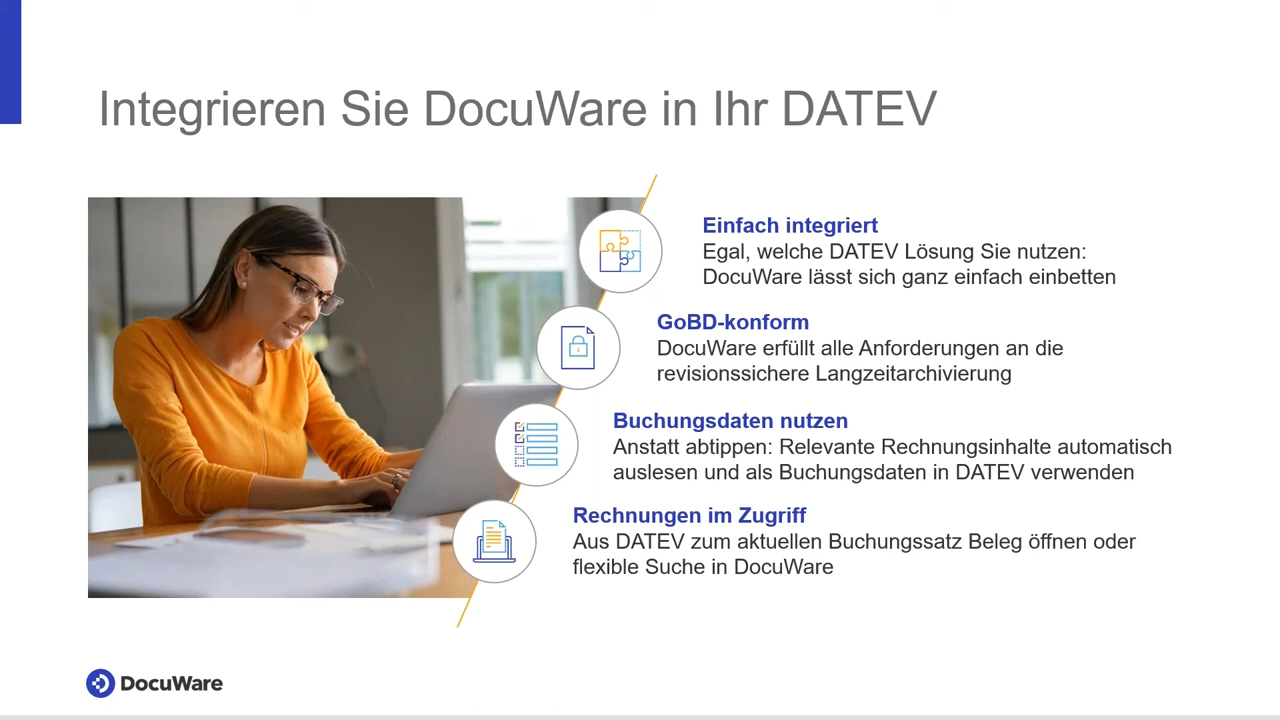 Integrieren Sie DocuWare in Ihr DATEV
Einfach integriert
Egal, welche DATEV Lösung Sie nutzen:
DocuWare lässt sich ganz einfach einbetten
GoBD-konform
DocuWare erfüllt alle Anforderungen an die
revisionssichere Langzeitarchivierung
Buchungsdaten nutzen
Anstatt abtippen: Relevante Rechnungsinhalte automatisch
auslesen und als Buchungsdaten in DATEV verwenden
Rechnungen im Zugriff
Aus DATEV zum aktuellen Buchungssatz Beleg öffnen oder
flexible Suche in DocuWare
DocuWare